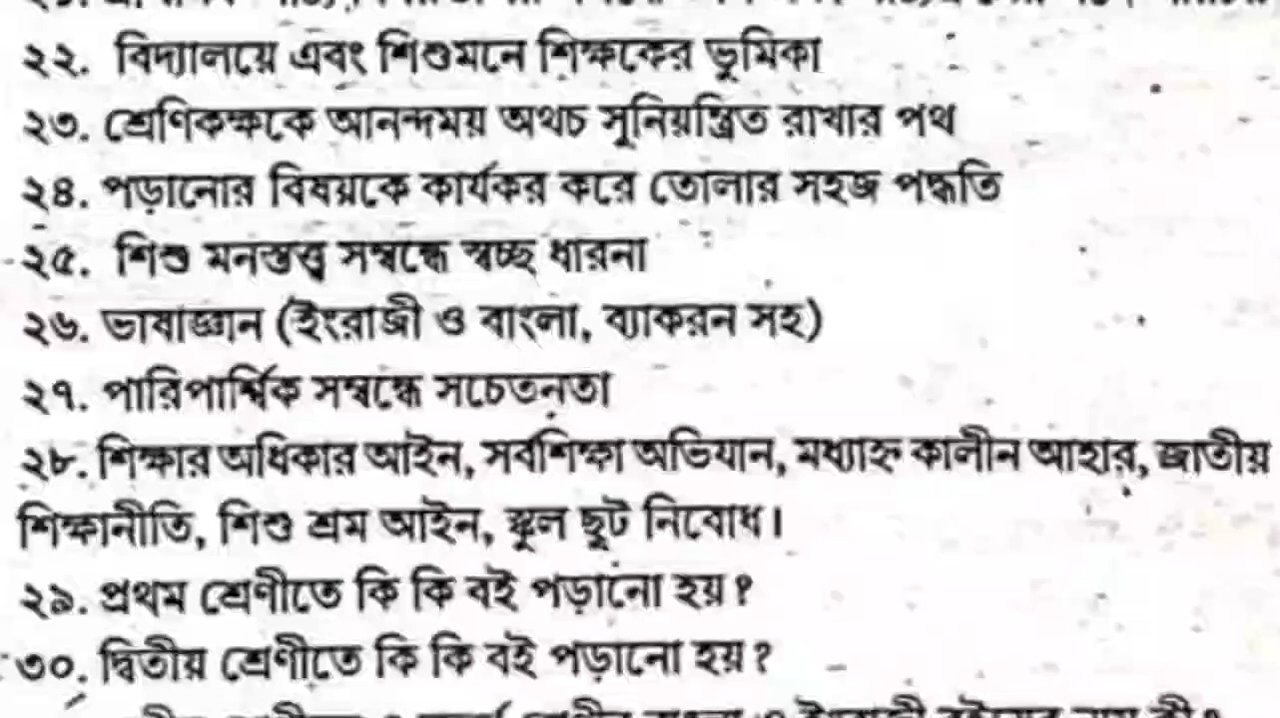 ২২. বিদ্যালয়ে এবং শিশুমনে শিক্ষকের ভূমিকা
২৩. শ্রেণিকক্ষকে আনন্দময় অথচ সুনিয়ন্ত্রিত রাখার পথ
২৪. পড়ানোর বিষয়কে কার্যকর করে তোলার সহজ পদ্ধতি
২৫. শিশু মনস্তত্ত্ব সম্বন্ধে স্বচ্ছ ধারনা
২৬. ভাষাজ্ঞান (ইংরাজী ও বাংলা, ব্যাকরন সহ)
২৭. পারিপার্শ্বিক সম্বন্ধে সচেতনতা
২৮. শিক্ষার অধিকার আইন, সর্বশিক্ষা অভিযান, মধ্যাহ্ন কালীন আহার, জাতীয়
শিক্ষানীতি, শিশু শ্রম আইন, স্কুল ছুট নিবোধ।
২৯. প্রথম শ্রেণীতে কি কি বই পড়ানো হয়?
৩০. দ্বিতীয় শ্রেণীতে কি কি বই পড়ানো হয়?